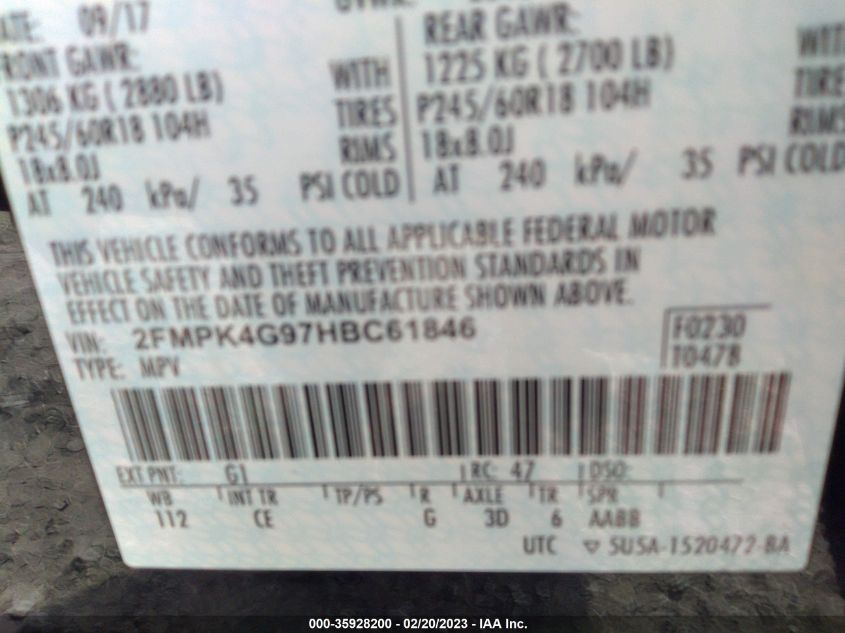 DATE: 09/17
FRONT GAWR: REAR GAWR:
1306 KG ( 2880 LB) WITH 1225 KG ( 2700 LB) WITH
P245/60R18 104H TIRES P245/60R18 104H TIRES
18x8.0J RIMS 18x8.0J RIMS
AT 240 kPa/ 35 PSI COLD AT 240 kPa/ 35 PSI COLD
THIS VEHICLE CONFORMS TO ALL APPLICABLE FEDERAL MOTOR
VEHICLE SAFETY AND THEFT PREVENTION STANDARDS IN
EFFECT ON THE DATE OF MANUFACTURE SHOWN ABOVE.
VIN: 2FMPK4G97HBC61846 F0230
TYPE: MPV T0478
EXT PNT: G1 RC: 47 DSO:
WB INT TR TP/PS R AXLE TR SPR
112 CE G 3D 6 AABB
UTC ▽ 5U5A-1520472-BA
000-35928200 - 02/20/2023 - IAA Inc.